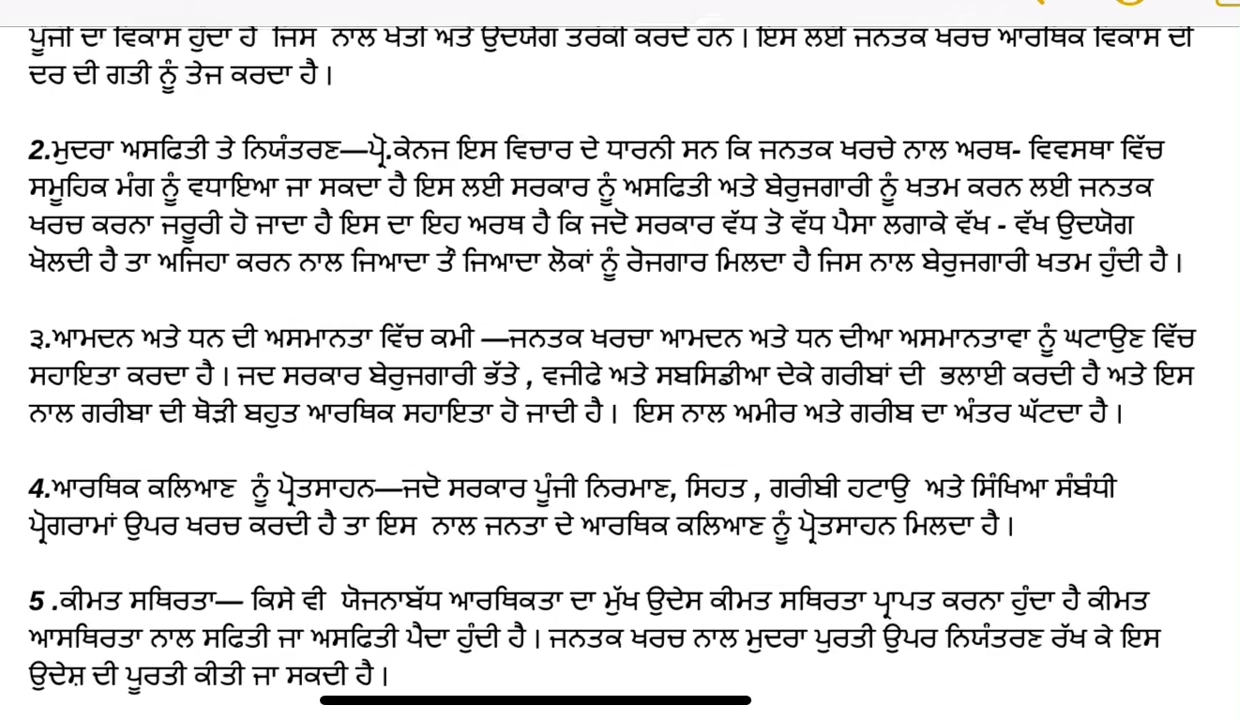 ਪੂੰਜੀ ਦਾ ਵਿਕਾਸ ਹੁੰਦਾ ਹੈ ਜਿਸ ਨਾਲ ਖੇਤੀ ਅਤੇ ਉਦਯੋਗ ਤਰੱਕੀ ਕਰਦੇ ਹਨ। ਇਸ ਲਈ ਜਨਤਕ ਖਰਚ ਆਰਥਿਕ ਵਿਕਾਸ ਦੀ
ਦਰ ਦੀ ਗਤੀ ਨੂੰ ਤੇਜ ਕਰਦਾ ਹੈ।
2.ਮੁਦਰਾ ਅਸਫਿਤੀ ਤੇ ਨਿਯੰਤਰਣ—ਪ੍ਰੋ.ਕੇਨਜ ਇਸ ਵਿਚਾਰ ਦੇ ਧਾਰਨੀ ਸਨ ਕਿ ਜਨਤਕ ਖਰਚੇ ਨਾਲ ਅਰਥ- ਵਿਵਸਥਾ ਵਿੱਚ
ਸਮੂਹਿਕ ਮੰਗ ਨੂੰ ਵਧਾਇਆ ਜਾ ਸਕਦਾ ਹੈ ਇਸ ਲਈ ਸਰਕਾਰ ਨੂੰ ਅਸਫਿਤੀ ਅਤੇ ਬੇਰੁਜਗਾਰੀ ਨੂੰ ਖਤਮ ਕਰਨ ਲਈ ਜਨਤਕ
ਖਰਚ ਕਰਨਾ ਜਰੂਰੀ ਹੋ ਜਾਦਾ ਹੈ ਇਸ ਦਾ ਇਹ ਅਰਥ ਹੈ ਕਿ ਜਦੋ ਸਰਕਾਰ ਵੱਧ ਤੋ ਵੱਧ ਪੈਸਾ ਲਗਾਕੇ ਵੱਖ - ਵੱਖ ਉਦਯੋਗ
ਖੋਲਦੀ ਹੈ ਤਾ ਅਜਿਹਾ ਕਰਨ ਨਾਲ ਜਿਆਦਾ ਤੋਂ ਜਿਆਦਾ ਲੋਕਾਂ ਨੂੰ ਰੋਜਗਾਰ ਮਿਲਦਾ ਹੈ ਜਿਸ ਨਾਲ ਬੇਰੁਜਗਾਰੀ ਖਤਮ ਹੁੰਦੀ ਹੈ।
੩.ਆਮਦਨ ਅਤੇ ਧਨ ਦੀ ਅਸਮਾਨਤਾ ਵਿੱਚ ਕਮੀ —ਜਨਤਕ ਖਰਚਾ ਆਮਦਨ ਅਤੇ ਧਨ ਦੀਆ ਅਸਮਾਨਤਾਵਾ ਨੂੰ ਘਟਾਉਣ ਵਿੱਚ
ਸਹਾਇਤਾ ਕਰਦਾ ਹੈ। ਜਦ ਸਰਕਾਰ ਬੇਰੁਜਗਾਰੀ ਭੱਤੇ , ਵਜੀਫੇ ਅਤੇ ਸਬਸਿਡੀਆ ਦੇਕੇ ਗਰੀਬਾਂ ਦੀ ਭਲਾਈ ਕਰਦੀ ਹੈ ਅਤੇ ਇਸ
ਨਾਲ ਗਰੀਬਾ ਦੀ ਥੋੜੀ ਬਹੁਤ ਆਰਥਿਕ ਸਹਾਇਤਾ ਹੋ ਜਾਦੀ ਹੈ। ਇਸ ਨਾਲ ਅਮੀਰ ਅਤੇ ਗਰੀਬ ਦਾ ਅੰਤਰ ਘੱਟਦਾ ਹੈ।
4.ਆਰਥਿਕ ਕਲਿਆਣ ਨੂੰ ਪ੍ਰੋਤਸਾਹਨ—ਜਦੋ ਸਰਕਾਰ ਪੂੰਜੀ ਨਿਰਮਾਣ, ਸਿਹਤ , ਗਰੀਬੀ ਹਟਾਉ ਅਤੇ ਸਿੰਖਿਆ ਸੰਬੰਧੀ
ਪ੍ਰੋਗਰਾਮਾਂ ਉਪਰ ਖਰਚ ਕਰਦੀ ਹੈ ਤਾ ਇਸ ਨਾਲ ਜਨਤਾ ਦੇ ਆਰਥਿਕ ਕਲਿਆਣ ਨੂੰ ਪ੍ਰੋਤਸਾਹਨ ਮਿਲਦਾ ਹੈ।
5 .ਕੀਮਤ ਸਥਿਰਤਾ— ਕਿਸੇ ਵੀ ਯੋਜਨਾਬੱਧ ਆਰਥਿਕਤਾ ਦਾ ਮੁੱਖ ਉਦੇਸ ਕੀਮਤ ਸਥਿਰਤਾ ਪ੍ਰਾਪਤ ਕਰਨਾ ਹੁੰਦਾ ਹੈ ਕੀਮਤ
ਆਸਥਿਰਤਾ ਨਾਲ ਸਫਿਤੀ ਜਾ ਅਸਫਿਤੀ ਪੈਦਾ ਹੁੰਦੀ ਹੈ। ਜਨਤਕ ਖਰਚ ਨਾਲ ਮੁਦਰਾ ਪੁਰਤੀ ਉਪਰ ਨਿਯੰਤਰਣ ਰੱਖ ਕੇ ਇਸ
ਉਦੇਸ਼ ਦੀ ਪੂਰਤੀ ਕੀਤੀ ਜਾ ਸਕਦੀ ਹੈ।